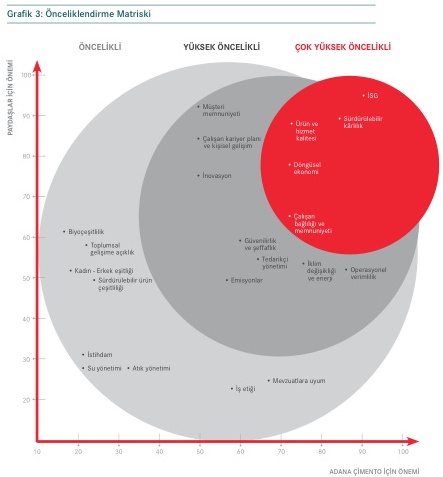 Grafik 3: Önceliklendirme Matriski
ÖNCELİKLİ
YÜKSEK ÖNCELİKLİ
ÇOK YÜKSEK ÖNCELİKLİ
PAYDAŞLAR İÇİN ÖNEMİ
100
90
80
70
60
50
40
30
20
• İSG
• Müşteri
memnuniyeti
• Ürün ve
hizmet
kalitesi
• Sürdürülebilir
kârlılık
• Çalışan kariyer planı
ve kişisel gelişim
• İnovasyon
• Döngüsel
ekonomi
• Çalışan
bağlılığı ve
memnuniyeti
• Biyoçeşitlilik
• Toplumsal
gelişime açıklık
• Güvenilirlik
ve şeffaflık
• Tedarikçi
yönetimi
• Kadın - Erkek eşitliği
• Sürdürülebilir ürün
çeşitliliği
• Emisyonlar
• İklim
değişikliği
ve enerji
• Operasyonel
verimlilik
• İstihdam
• Su yönetimi
• Atık yönetimi
• İş etiği
• Mevzuatlara uyum
10
20
30
40
50
60
70
80
90
100
ADANA ÇİMENTO İÇİN ÖNEMİ